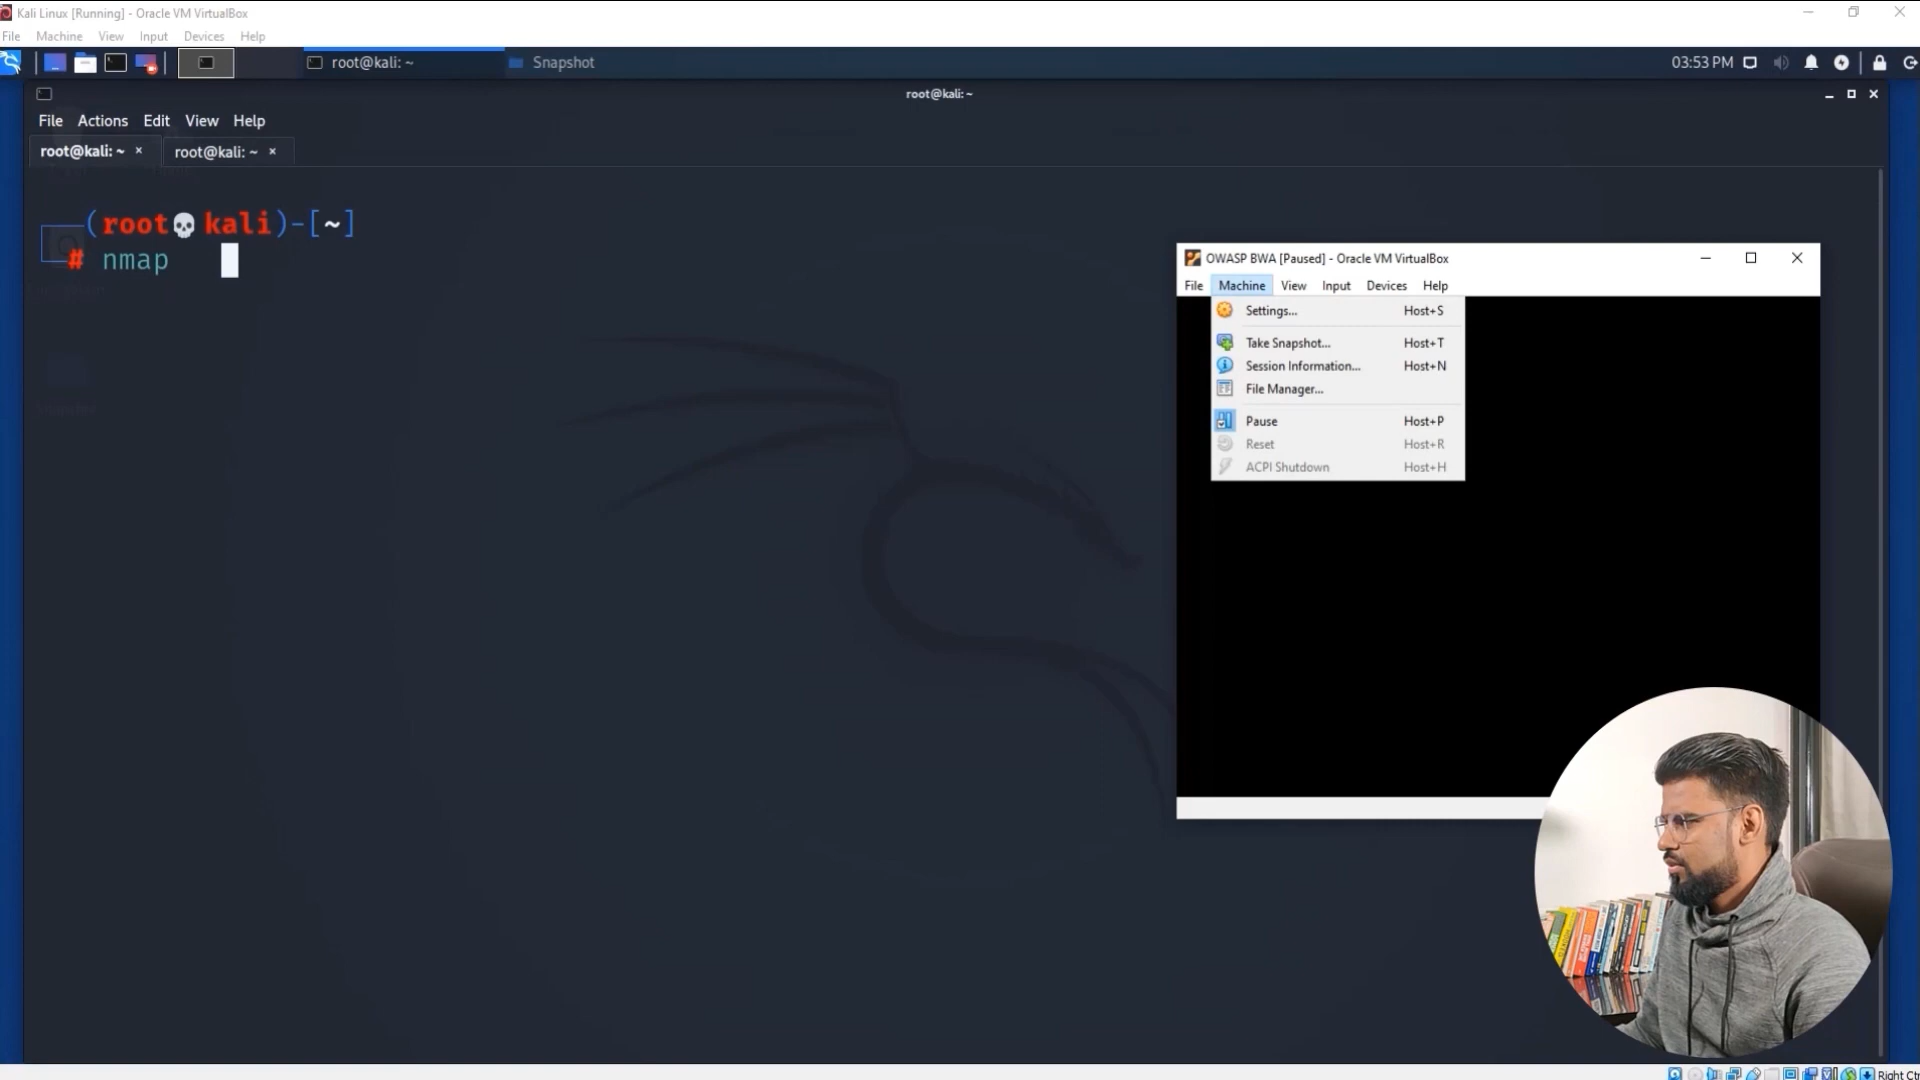 Kali Linux [Running] - Oracle VM VirtualBox
File Machine View Input Devices Help
root@kali: ~
Snapshot
03:53 PM
root@kali: ~
File Actions Edit View Help
root@kali: ~ ×
root@kali: ~ ×
(root💀kali)-[~]
# nmap
OWASP BWA [Paused] - Oracle VM VirtualBox
File Machine View Input Devices Help
Settings... Host+S
Take Snapshot... Host+T
Session Information... Host+N
File Manager...
Pause Host+P
Reset Host+R
ACPI Shutdown Host+H
Right Ctr